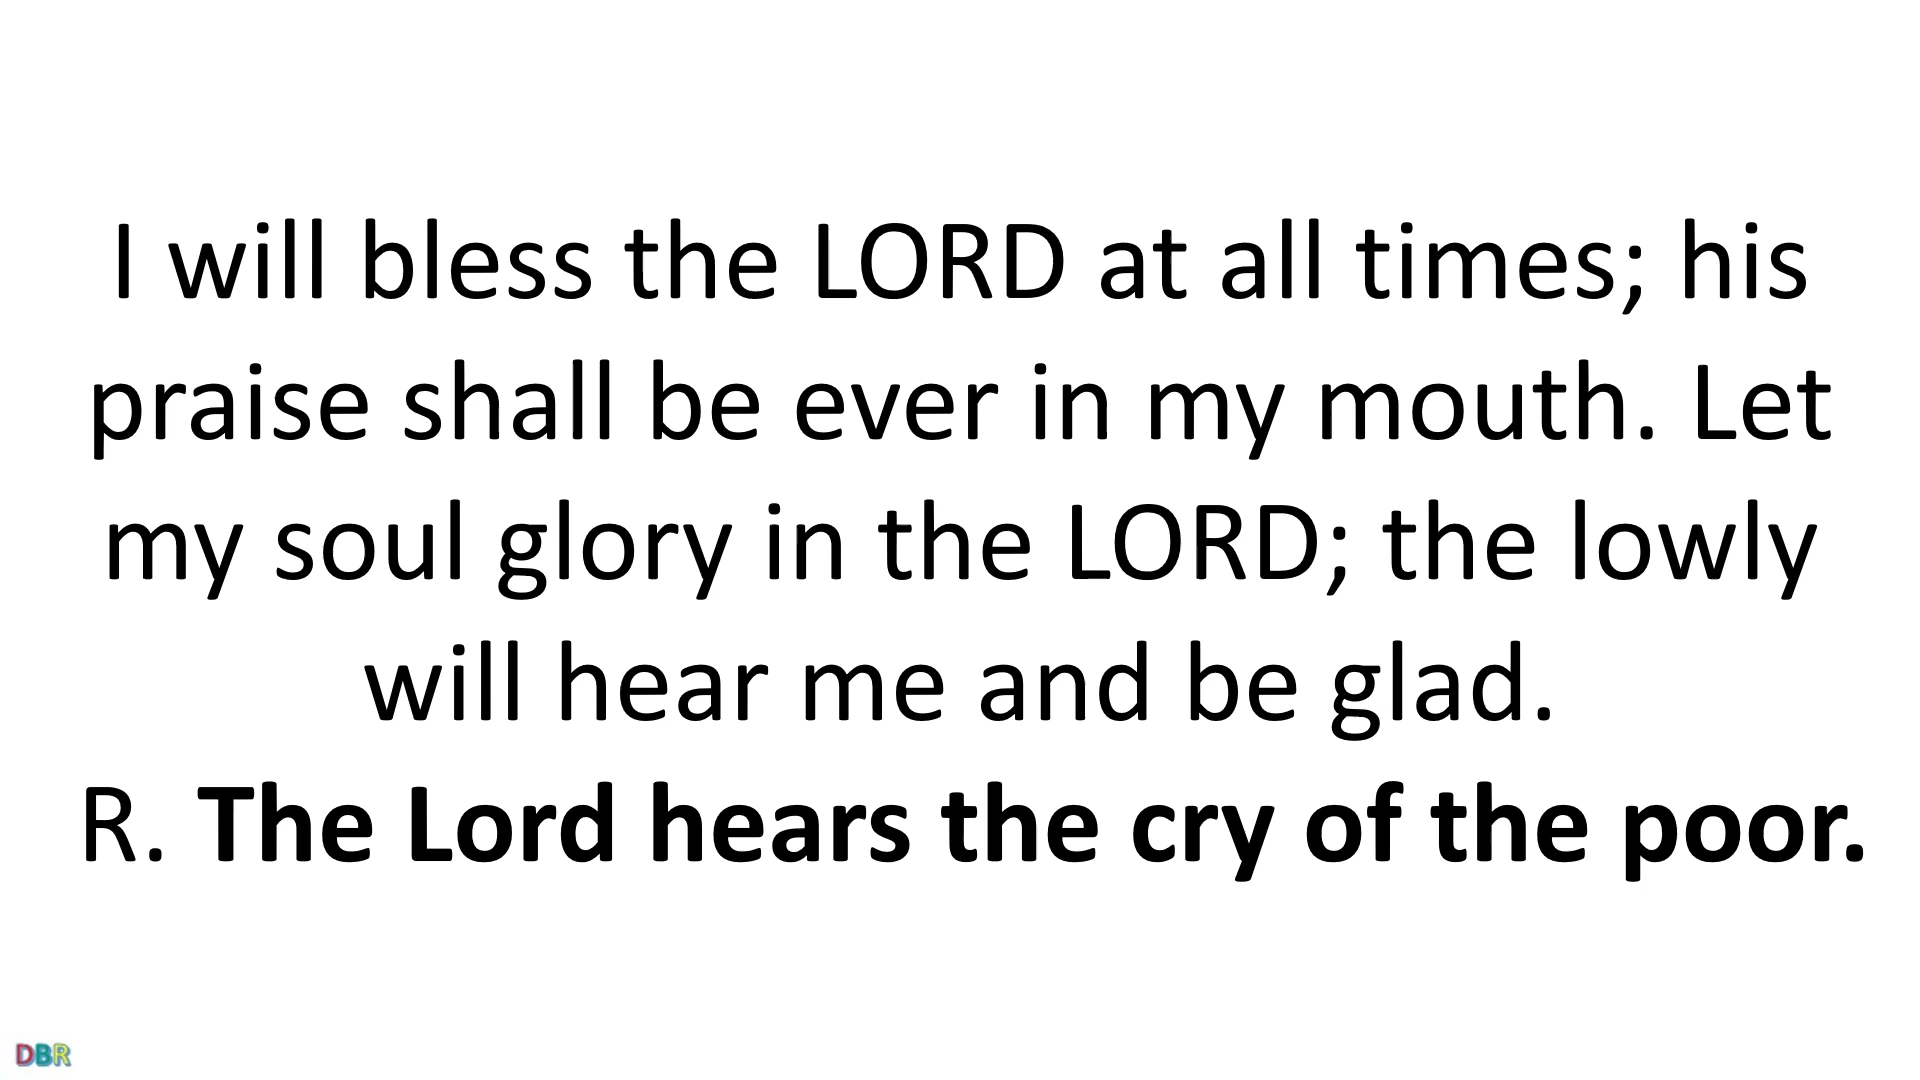 I will bless the LORD at all times; his
praise shall be ever in my mouth. Let
my soul glory in the LORD; the lowly
will hear me and be glad.
R. The Lord hears the cry of the poor.
DBR